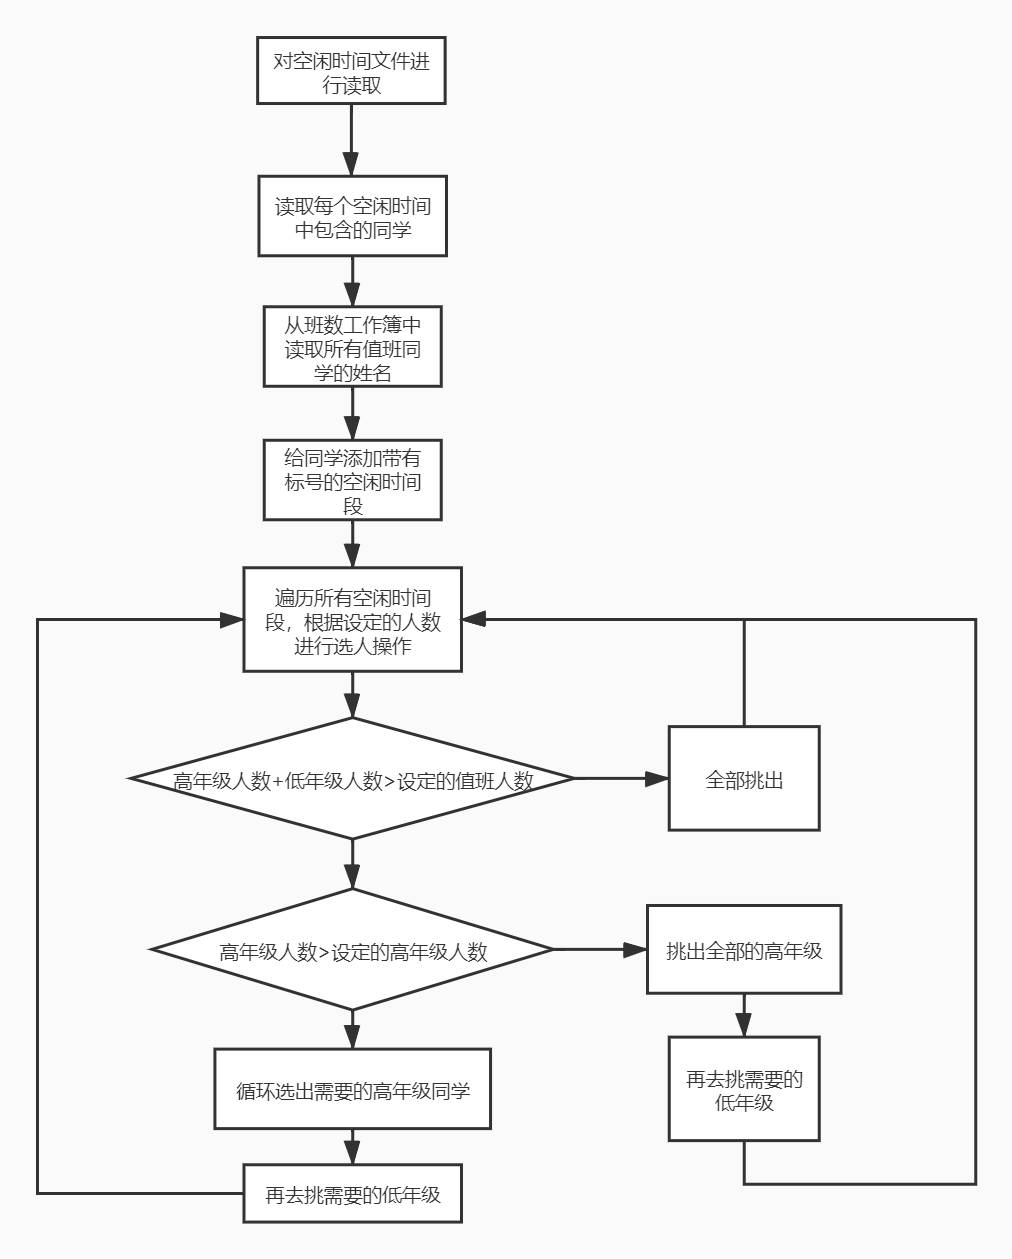 对空闲时间文件进
行读取
读取每个空闲时间
中包含的同学
从班数工作簿中
读取所有值班同
学的姓名
给同学添加带有
标号的空闲时间
段
遍历所有空闲时间
段，根据设定的人数
进行选人操作
高年级人数+低年级人数>设定的值班人数
全部挑出
高年级人数>设定的高年级人数
挑出全部的高年级
循环选出需要的高年级同学
再去挑需要的
低年级
再去挑需要的低年级